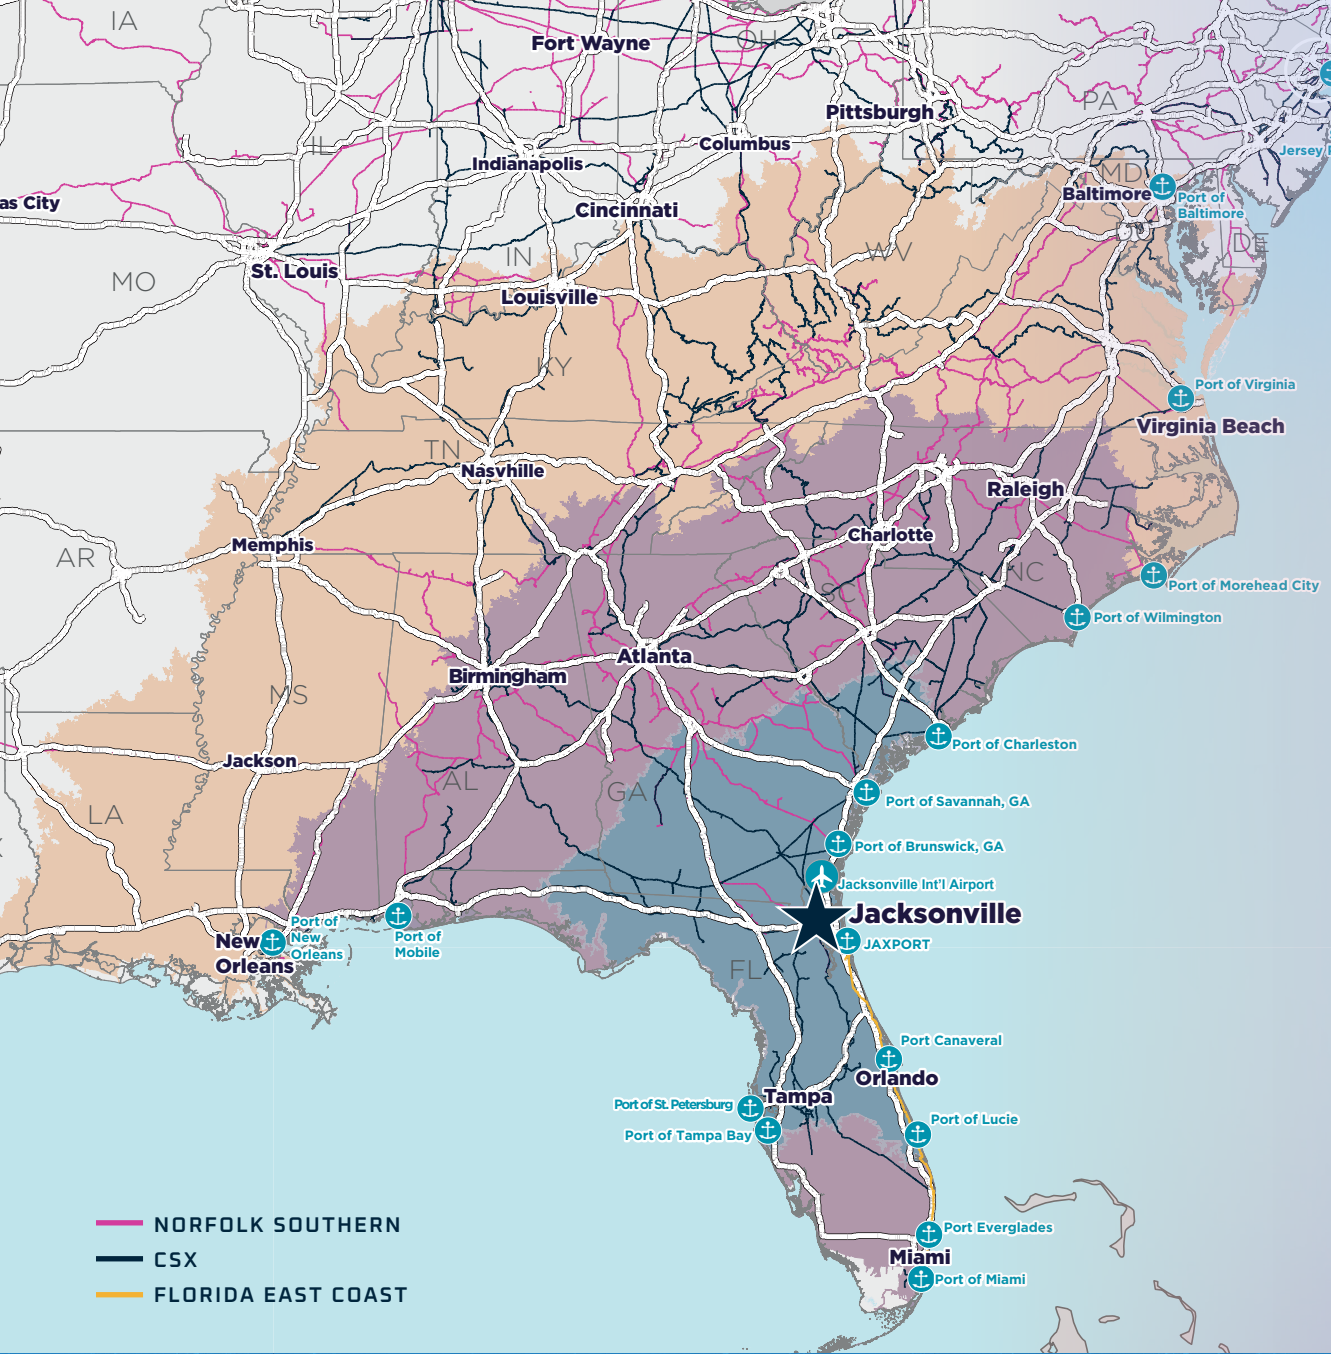 IA
Fort Wayne
OH
Pittsburgh
PA
Columbus
IL
Indianapolis
Jersey
MD
Baltimore
Port of
Baltimore
as City
Cincinnati
DE
WV
IN
St. Louis
MO
Louisville
KY
Port of Virginia
Virginia Beach
TN
Nasvhille
Raleigh
Charlotte
Memphis
AR
NC
Port of Morehead City
SC
Port of Wilmington
Atlanta
Birmingham
MS
Port of Charleston
Jackson
AL
GA
Port of Savannah, GA
LA
Port of Brunswick, GA
Jacksonville Int'l Airport
Jacksonville
Port of
New
Orleans
New
Orleans
Port of
Mobile
JAXPORT
FL
Port Canaveral
Orlando
Tampa
Port of St. Petersburg
Port of Lucie
Port of Tampa Bay
NORFOLK SOUTHERN
CSX
FLORIDA EAST COAST
Port Everglades
Miami
Port of Miami